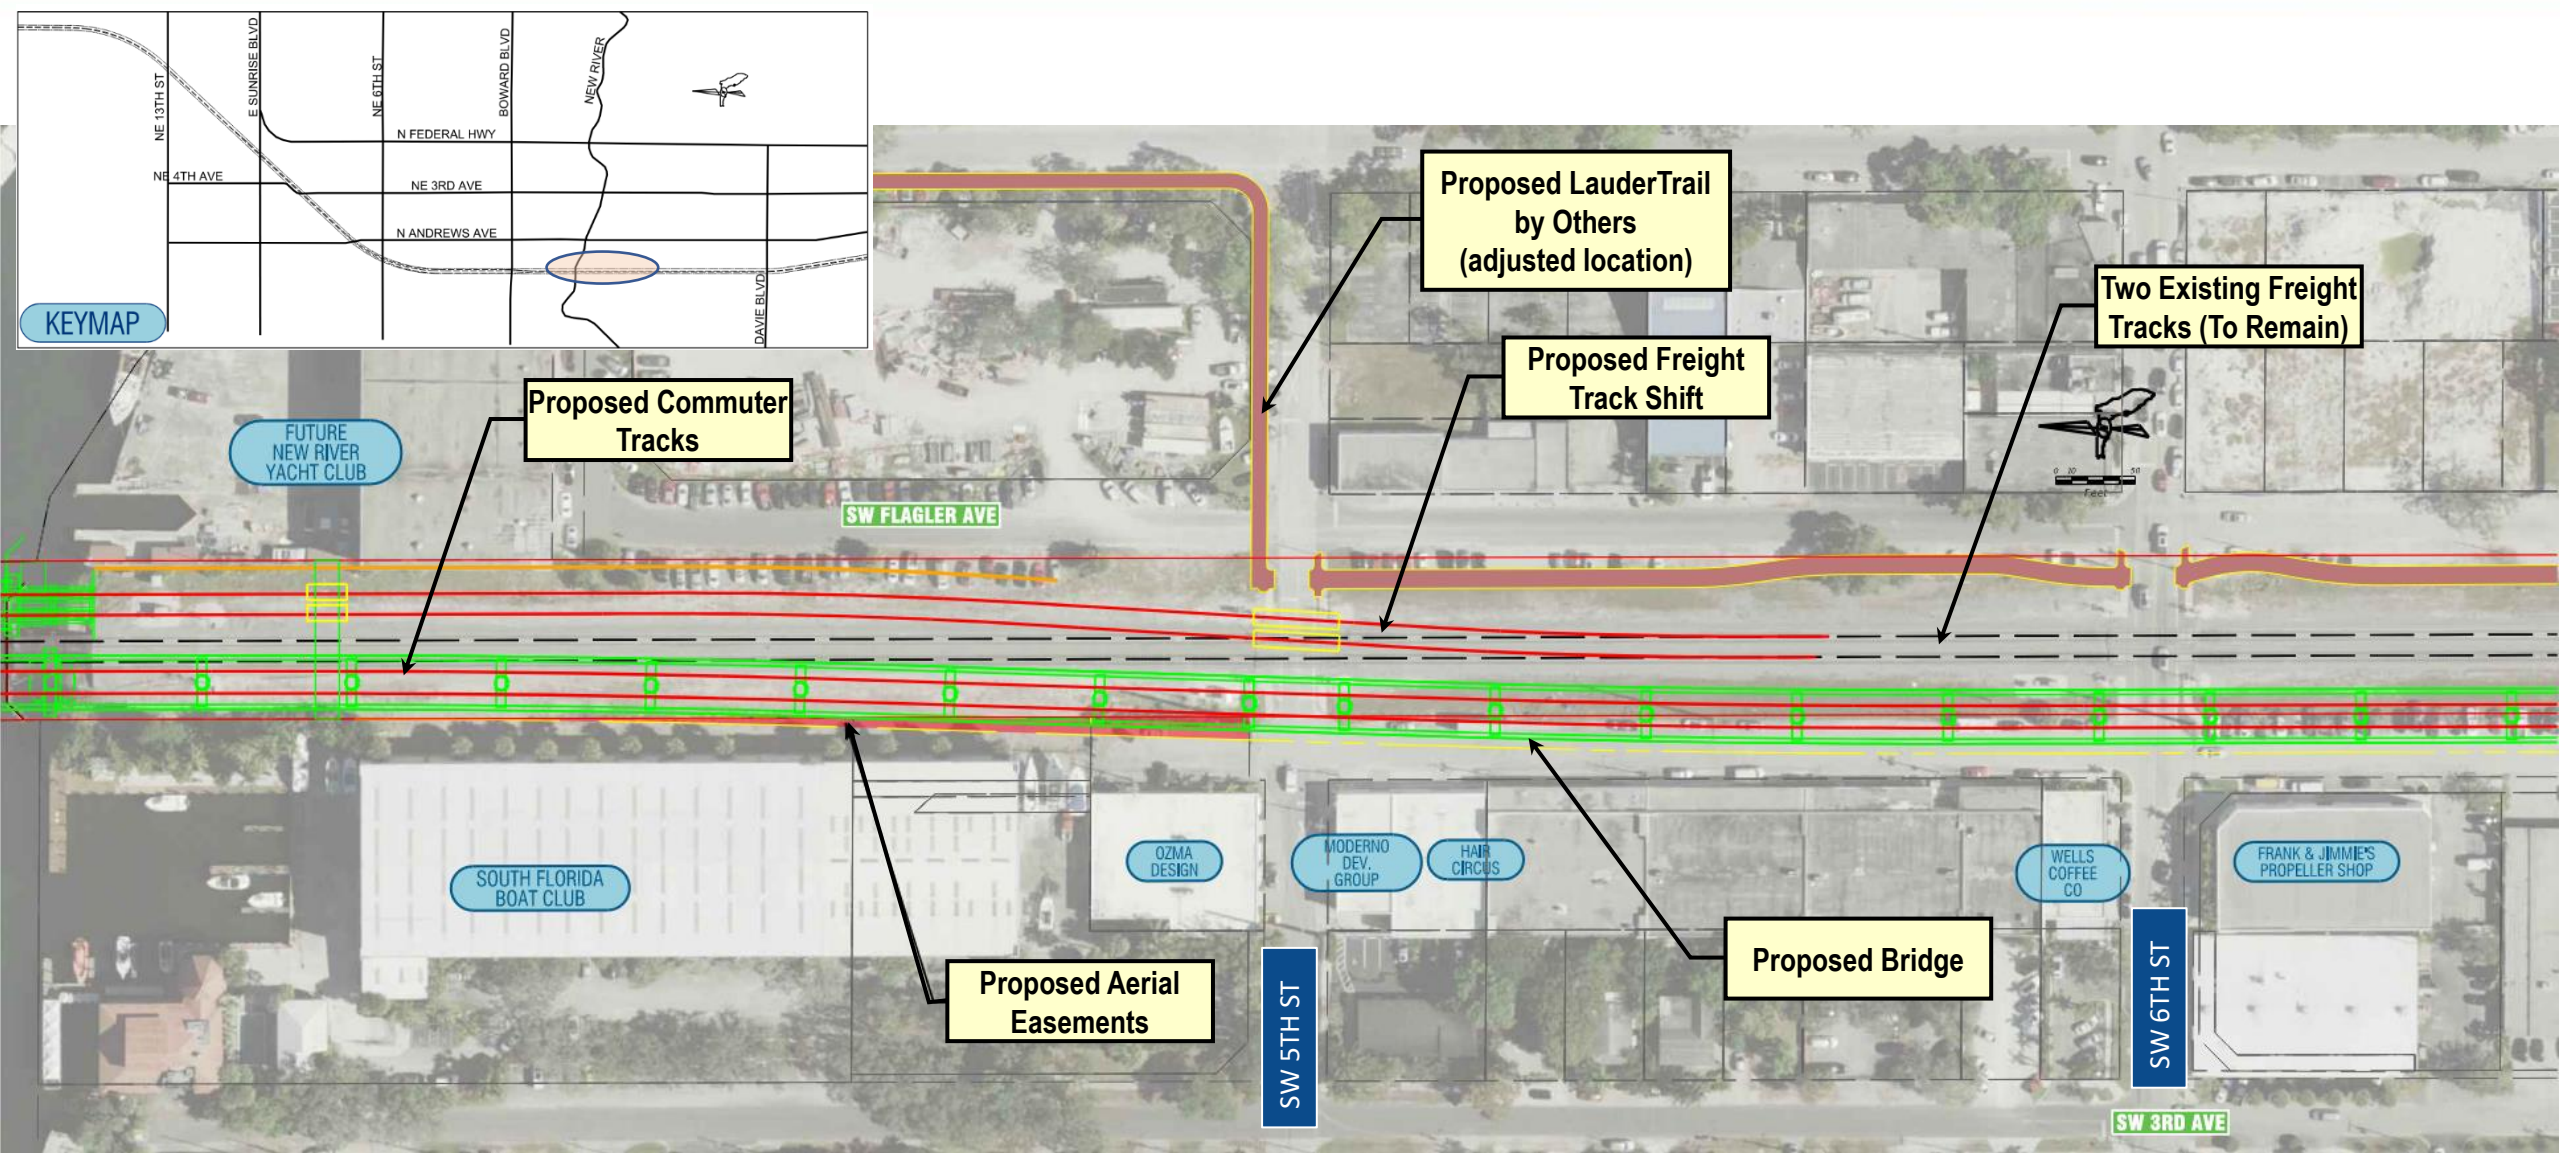 NE 13TH ST
E SUNRISE BLVD
NE 6TH ST
BOWARD BLVD
NEW RIVER
N FEDERAL HWY
NE 4TH AVE
NE 3RD AVE
N ANDREWS AVE
DAVIE BLVD
KEYMAP
Proposed LauderTrail
by Others
(adjusted location)
Two Existing Freight
Tracks (To Remain)
Proposed Freight
Track Shift
Proposed Commuter
Tracks
FUTURE
NEW RIVER
YACHT CLUB
0 10 50
Feet
SW FLAGLER AVE
SOUTH FLORIDA
BOAT CLUB
OZMA
DESIGN
MODERNO
DEV.
GROUP
HAIR
CIRCUS
WELLS
COFFEE
CO
FRANK & JIMMIE'S
PROPELLER SHOP
Proposed Aerial
Easements
Proposed Bridge
SW 5TH ST
SW 6TH ST
SW 3RD AVE